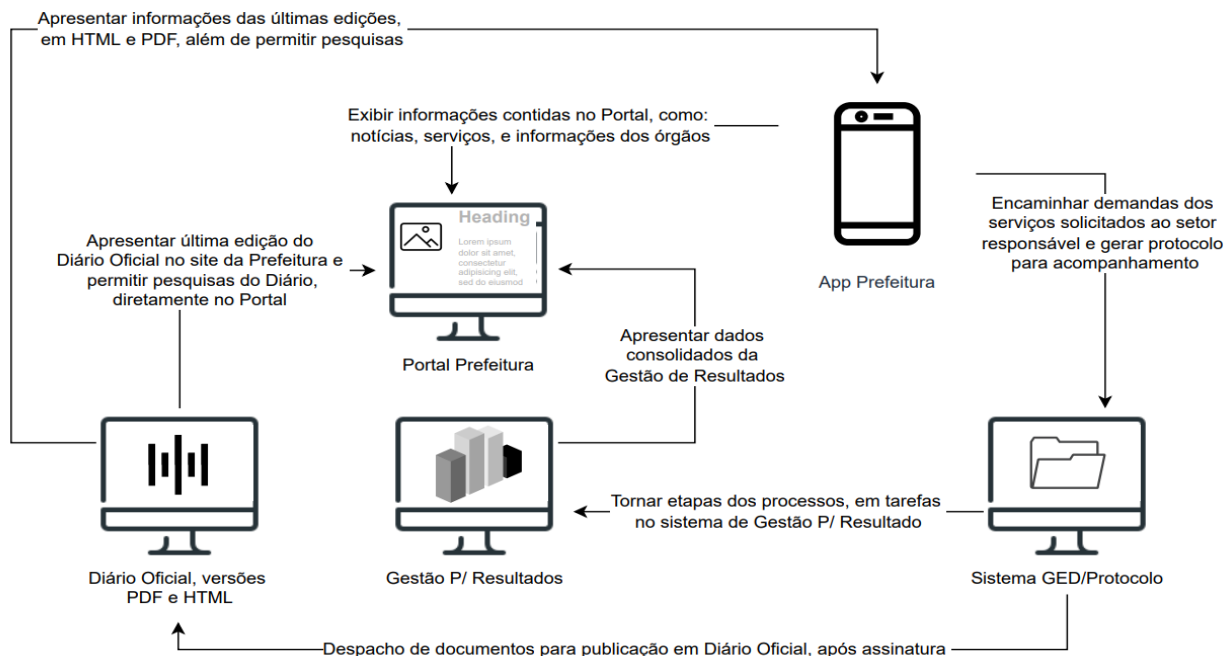 Apresentar informações das últimas edições,
em HTML e PDF, além de permitir pesquisas
Exibir informações contidas no Portal, como:
notícias, serviços, e informações dos órgãos
Heading
Lorem ipsum
dolor sit amet,
consectetur
adipisicing elit,
sed do eiusmod
Portal Prefeitura
App Prefeitura
Encaminhar demandas dos
serviços solicitados ao setor
responsável e gerar protocolo
para acompanhamento
Apresentar última edição do
Diário Oficial no site da Prefeitura e
permitir pesquisas do Diário,
diretamente no Portal
Apresentar dados
consolidados da
Gestão de Resultados
Tornar etapas dos processos, em tarefas
no sistema de Gestão P/ Resultado
Diário Oficial, versões
PDF e HTML
Gestão P/ Resultados
Sistema GED/Protocolo
Despacho de documentos para publicação em Diário Oficial, após assinatura